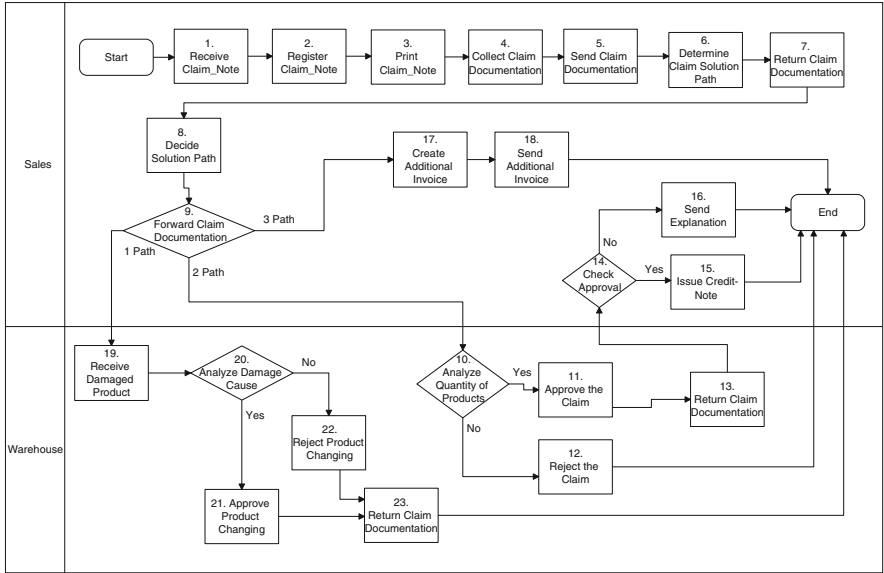 Sales
Start
1.
Receive
Claim_Note
2.
Register
Claim_Note
3.
Print
Claim_Note
4.
Collect Claim
Documentation
5.
Send Claim
Documentation
6.
Determine
Claim Solution
Path
7.
Return Claim
Documentation
8.
Decide
Solution Path
17.
Create
Additional
Invoice
18.
Send
Additional
Invoice
9.
Forward Claim
Documentation
3 Path
1 Path
2 Path
16.
Send
Explanation
End
No
14.
Check
Approval
Yes
15.
Issue Credit-
Note
Warehouse
19.
Receive
Damaged
Product
20.
Analyze Damage
Cause
No
Yes
10.
Analyze
Quantity of
Products
Yes
No
11.
Approve the
Claim
13.
Return Claim
Documentation
22.
Reject Product
Changing
12.
Reject the
Claim
21. Approve
Product
Changing
23.
Return Claim
Documentation